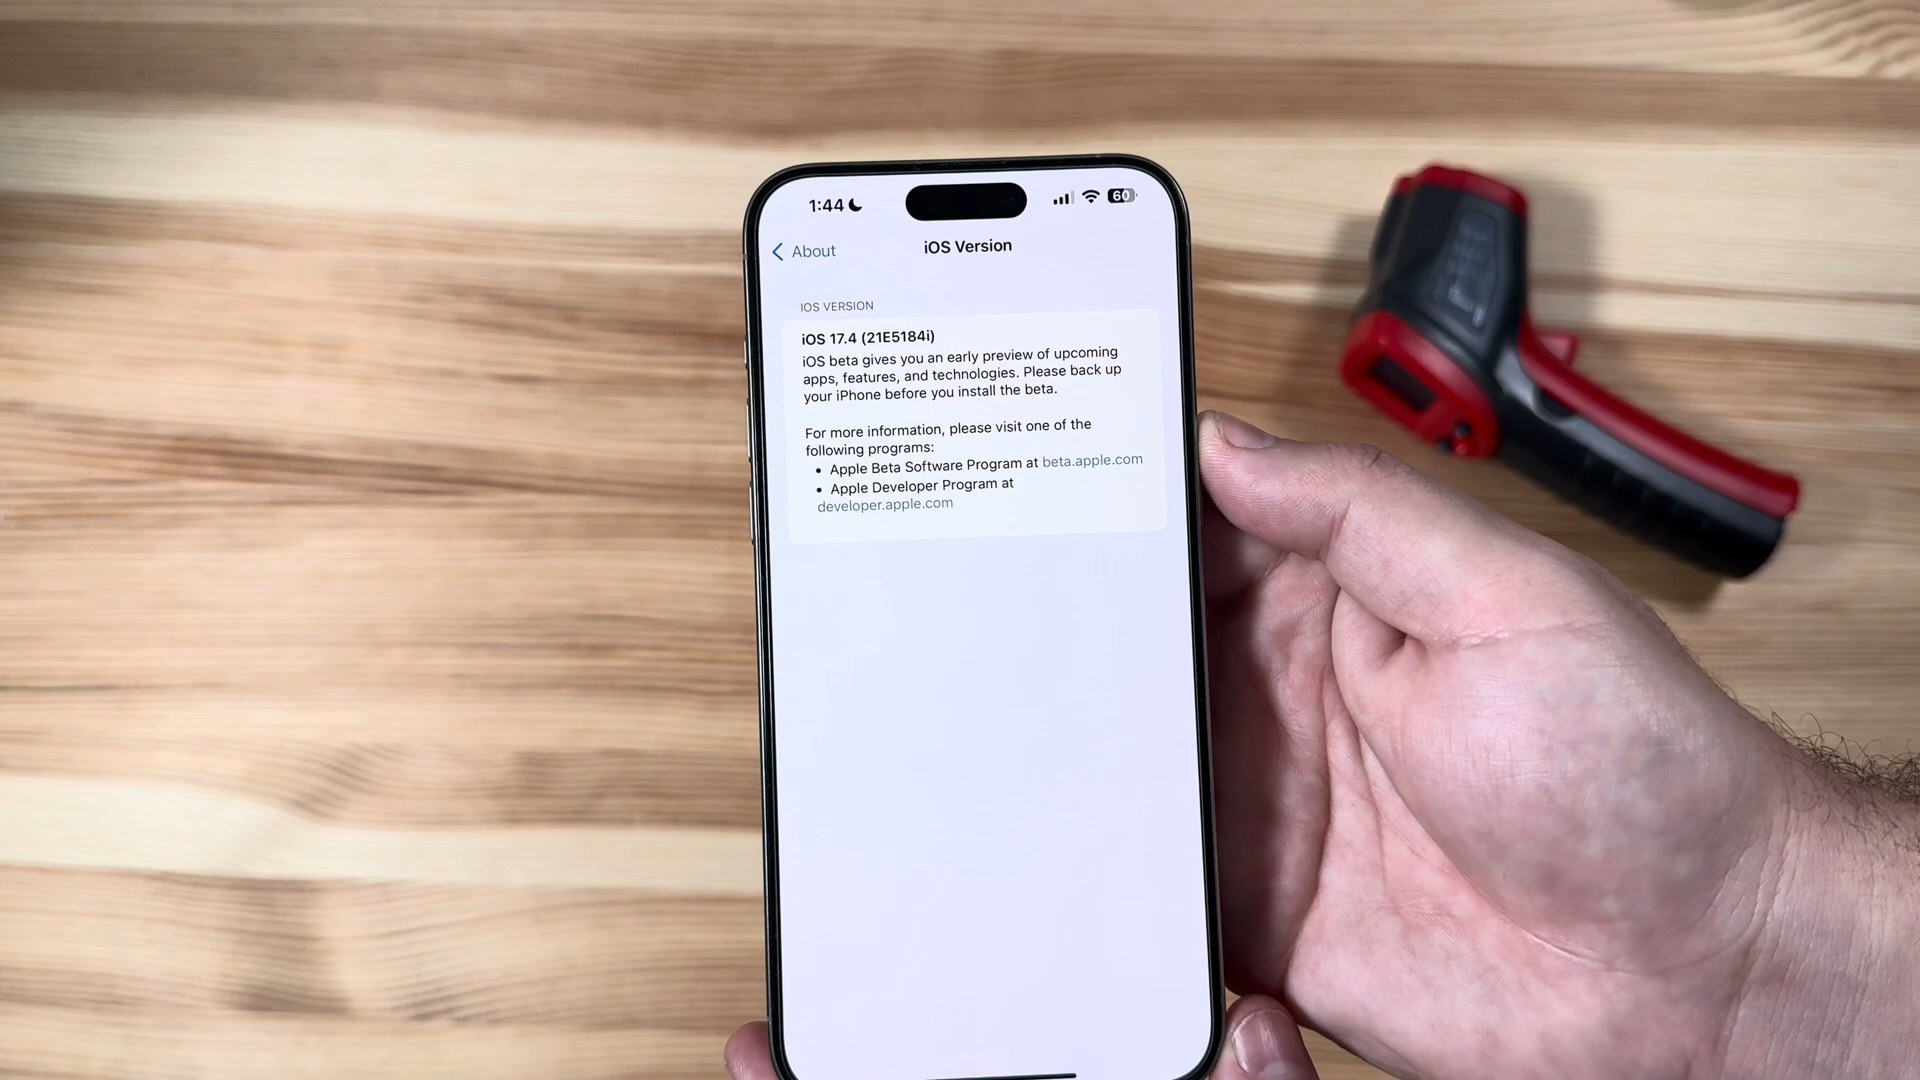 1:44
60
About
iOS Version
IOS VERSION
iOS 17.4 (21E5184i)
iOS beta gives you an early preview of upcoming
apps, features, and technologies. Please back up
your iPhone before you install the beta.
For more information, please visit one of the
following programs:
• Apple Beta Software Program at beta.apple.com
• Apple Developer Program at
developer.apple.com